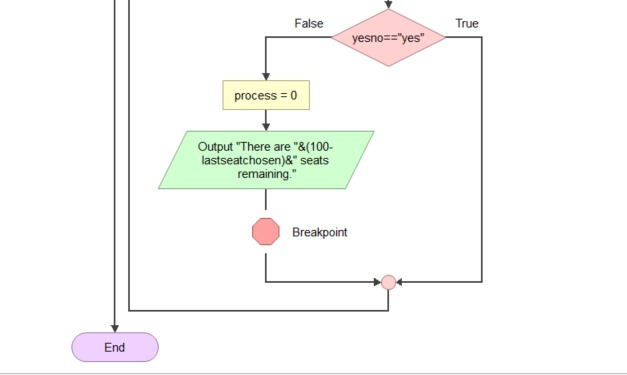 False
True
yesno=="yes"
process = 0
Output "There are "&(100-
lastseatchosen)&" seats
remaining."
Breakpoint
End